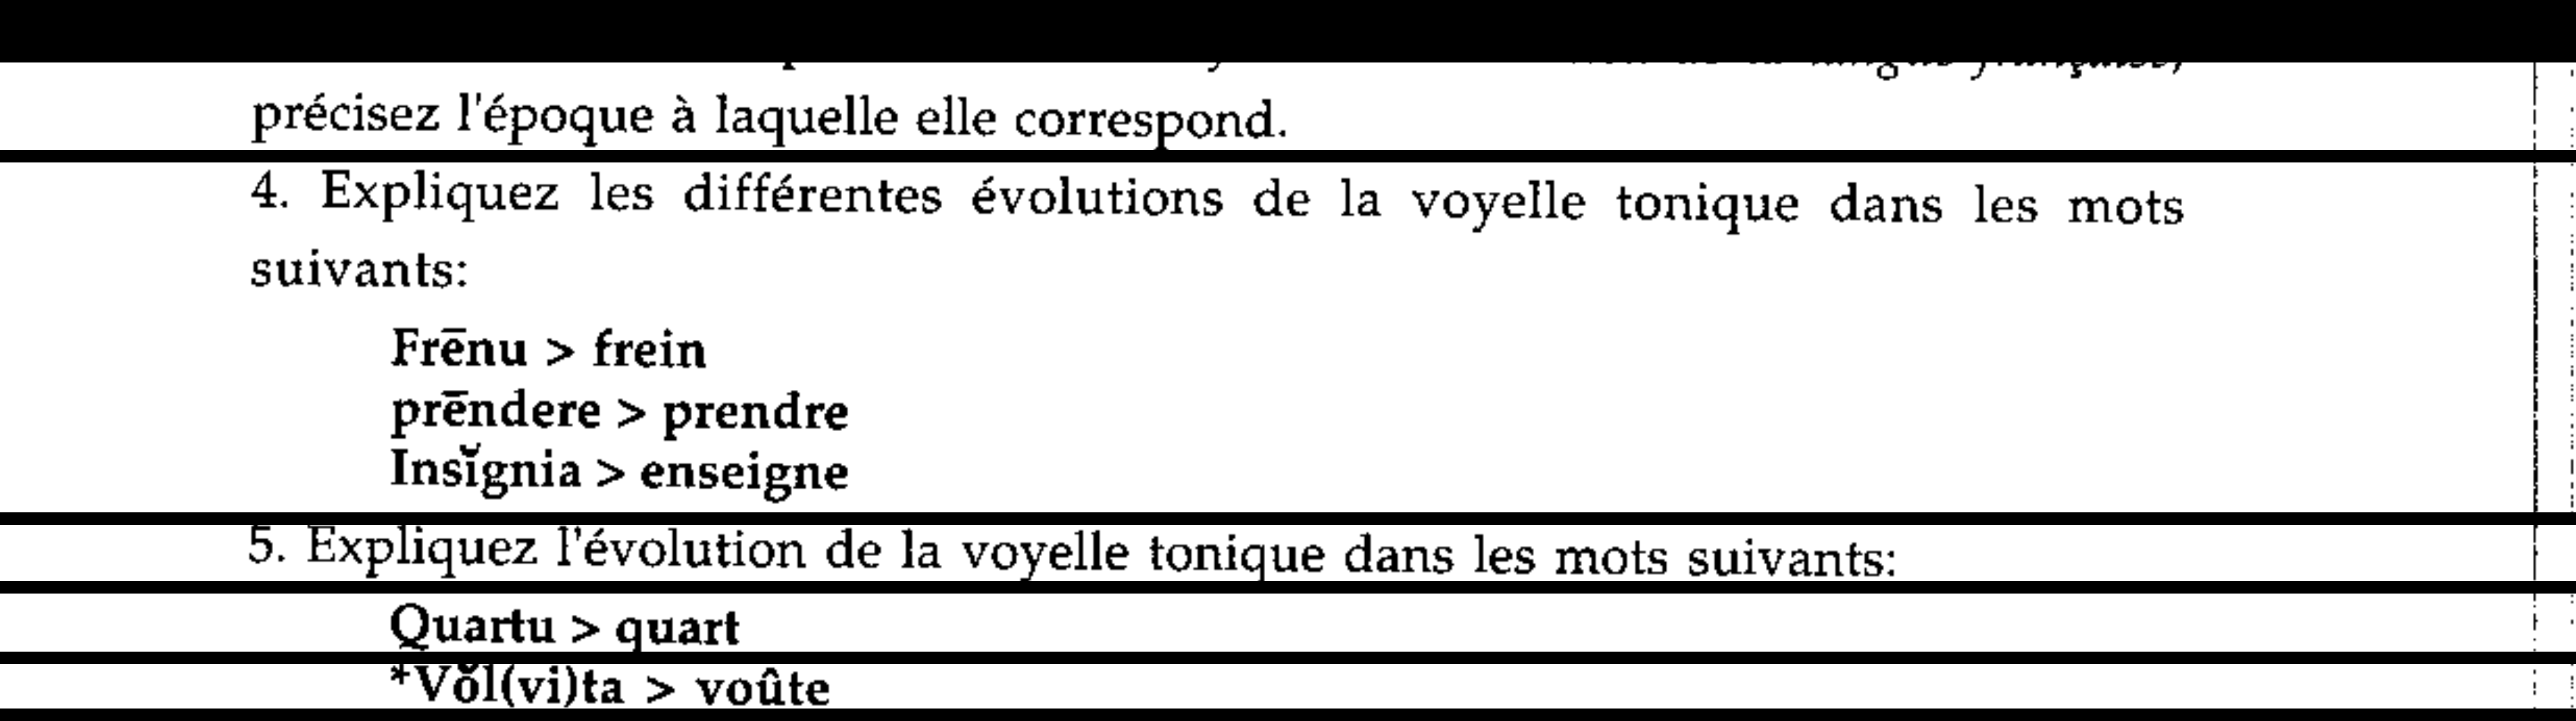 précisez l'époque à laquelle elle correspond.
4. Expliquez les différentes évolutions de la voyelle tonique dans les mots
suivants:
Frēnu > frein
prēndere > prendre
Insĭgnia > enseigne
5. Expliquez l'évolution de la voyelle tonique dans les mots suivants:
Quartu > quart
*Vŏl(vi)ta > voûte